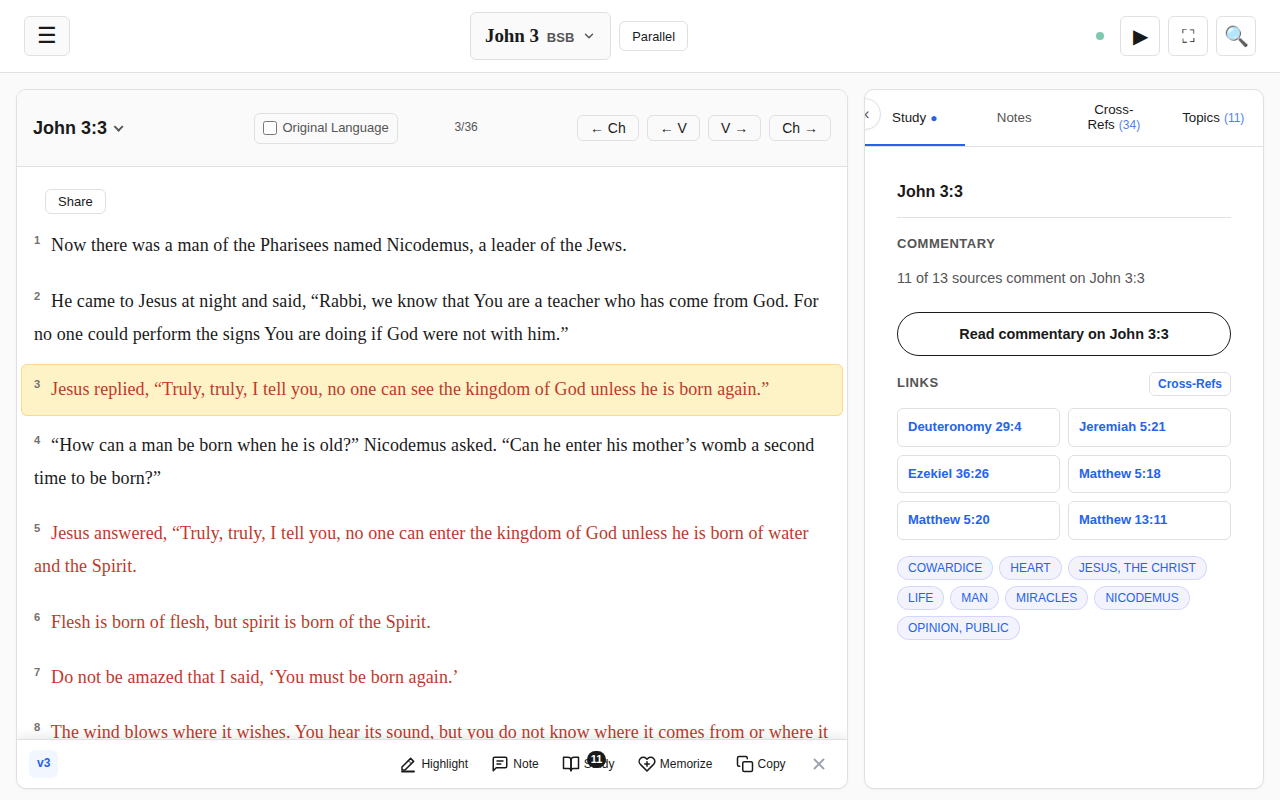 John 3 BSB
Parallel
John 3:3
Original Language
3/36
← Ch
← V
V →
Ch →
Share
1 Now there was a man of the Pharisees named Nicodemus, a leader of the Jews.
2 He came to Jesus at night and said, “Rabbi, we know that You are a teacher who has come from God. For
no one could perform the signs You are doing if God were not with him.”
3 Jesus replied, “Truly, truly, I tell you, no one can see the kingdom of God unless he is born again.”
4 “How can a man be born when he is old?” Nicodemus asked. “Can he enter his mother’s womb a second
time to be born?”
5 Jesus answered, “Truly, truly, I tell you, no one can enter the kingdom of God unless he is born of water
and the Spirit.
6 Flesh is born of flesh, but spirit is born of the Spirit.
7 Do not be amazed that I said, ‘You must be born again.’
8 The wind blows where it wishes. You hear its sound, but you do not know where it comes from or where it
v3
Highlight
Note
11
Memorize
Copy
Study
Notes
Cross-
Refs (34)
Topics (11)
John 3:3
COMMENTARY
11 of 13 sources comment on John 3:3
Read commentary on John 3:3
LINKS
Cross-Refs
Deuteronomy 29:4
Jeremiah 5:21
Ezekiel 36:26
Matthew 5:18
Matthew 5:20
Matthew 13:11
COWARDICE
HEART
JESUS, THE CHRIST
LIFE
MAN
MIRACLES
NICODEMUS
OPINION, PUBLIC